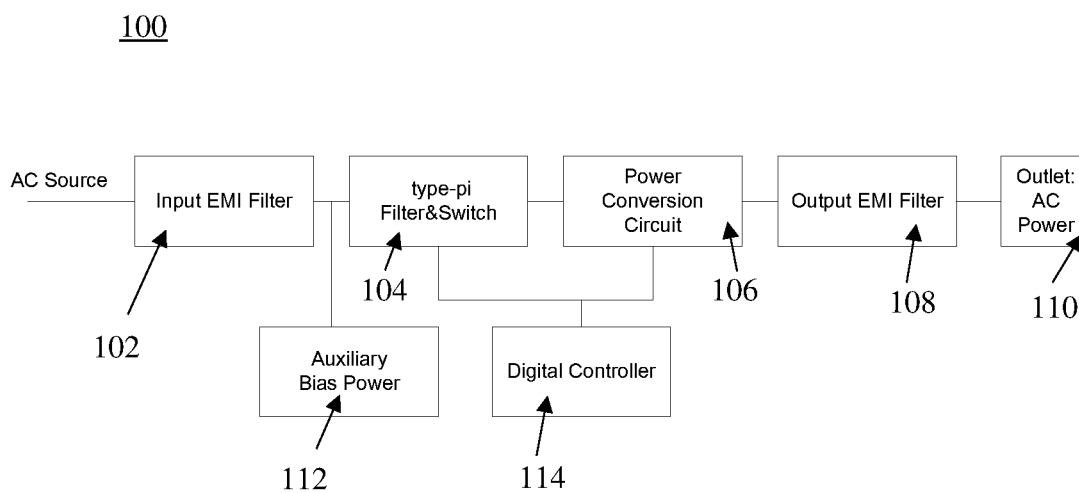 100
AC Source
Input EMI Filter
type-pi
Filter&Switch
Power
Conversion
Circuit
Output EMI Filter
Outlet:
AC
Power
102
104
106
108
110
Auxiliary
Bias Power
Digital Controller
112
114